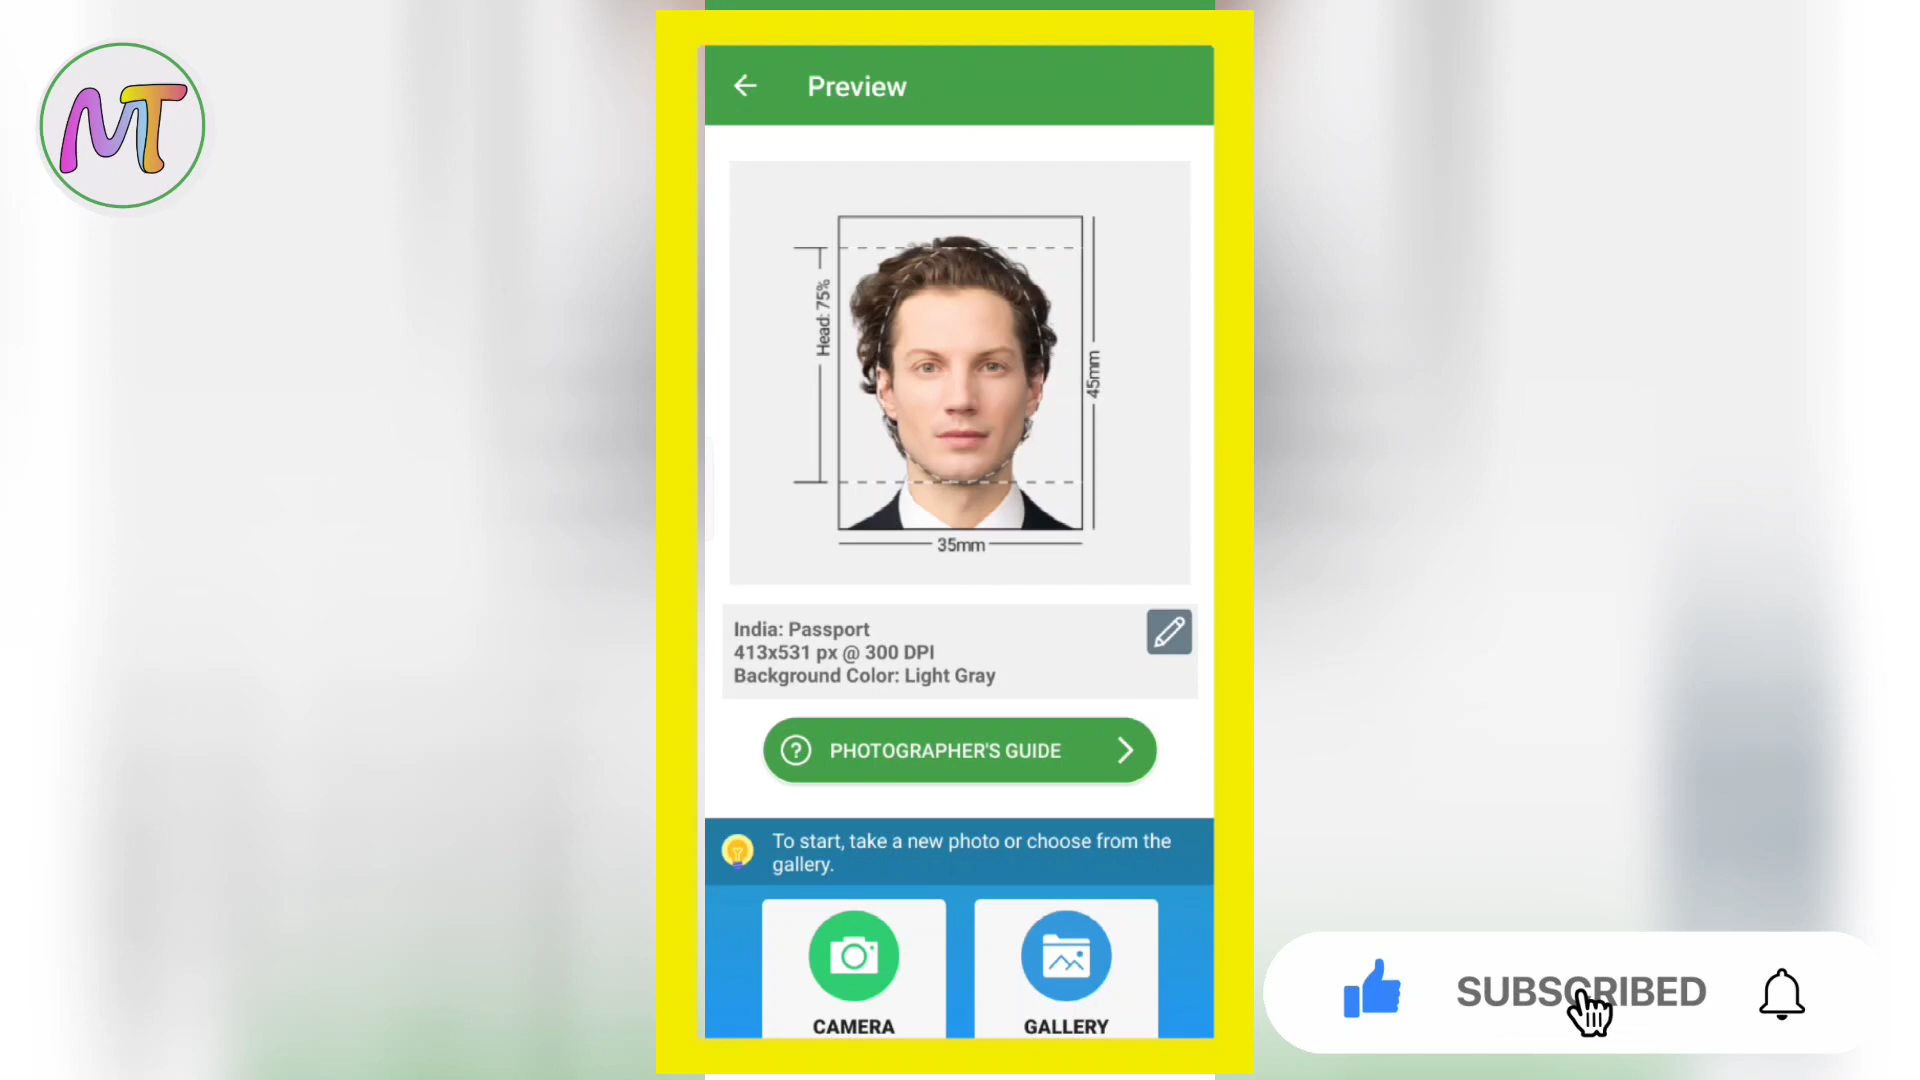 MT
Preview
Head: 75%
45mm
35mm
India: Passport
413x531 px @ 300 DPI
Background Color: Light Gray
PHOTOGRAPHER'S GUIDE
To start, take a new photo or choose from the
gallery.
CAMERA
GALLERY
SUBSCRIBED